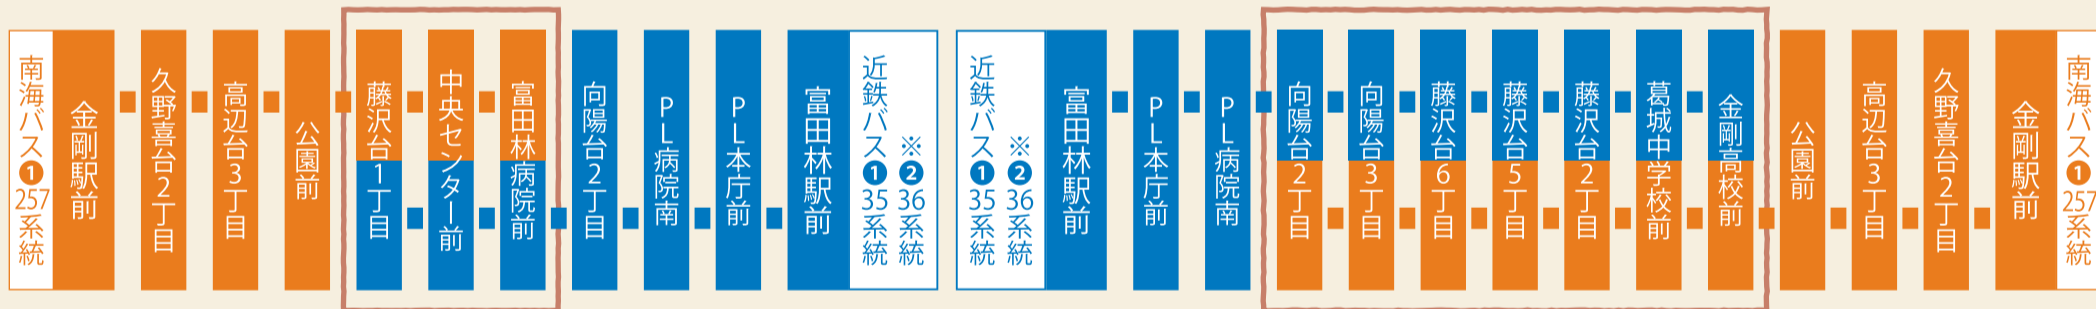 南海バス❶257系統
金剛駅前
久野喜台2丁目
高辺台3丁目
公園前
藤沢台1丁目
中央センター前
富田林病院前
向陽台2丁目
PL病院南
PL本庁前
富田林駅前
近鉄バス❶35系統
※❷36系統
近鉄バス❶35系統
※❷36系統
富田林駅前
PL本庁前
PL病院南
向陽台2丁目
向陽台3丁目
藤沢台6丁目
藤沢台5丁目
藤沢台2丁目
葛城中学校前
金剛高校前
公園前
高辺台3丁目
久野喜台2丁目
金剛駅前
南海バス❶257系統